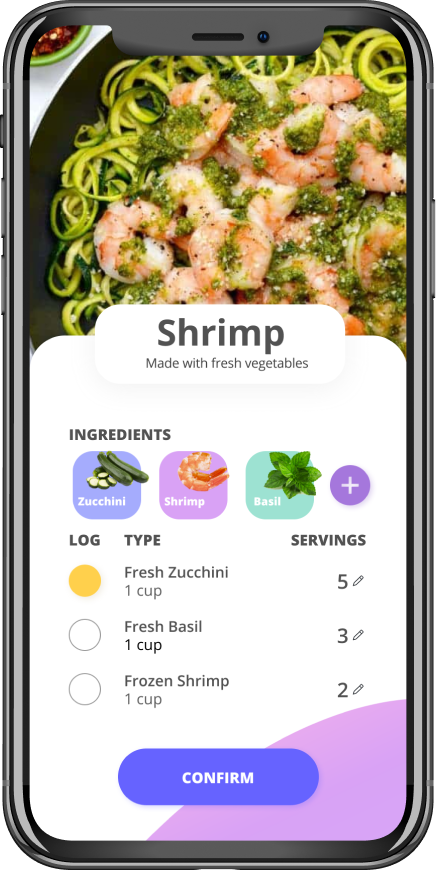 Shrimp
Made with fresh vegetables
INGREDIENTS
Zucchini
Shrimp
Basil
LOG TYPE SERVINGS
Fresh Zucchini
1 cup
5
Fresh Basil
1 cup
3
Frozen Shrimp
1 cup
2
CONFIRM